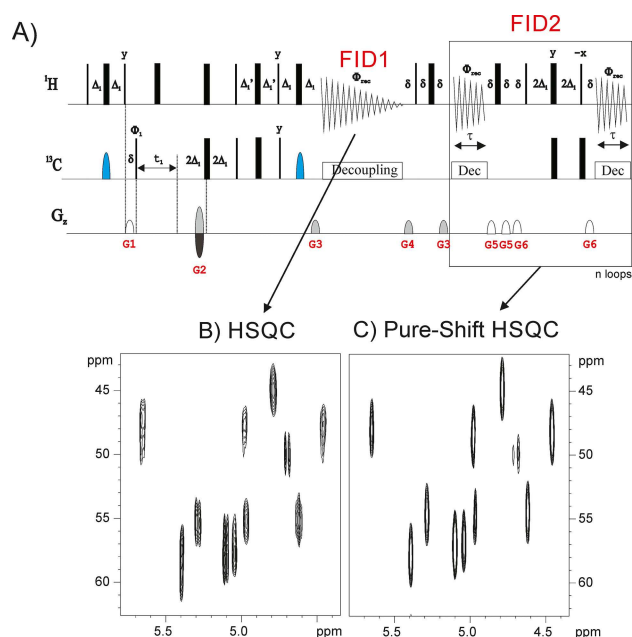 A)
FID1
FID2
y y y -x
¹H Δ₁ Δ₁ Δ₁' Δ₁' Δ₁ Δ₁ Φrec δ δ δ Φrec δ δ δ 2Δ₁ 2Δ₁ δ Φrec
Φ₁ y τ τ
¹³C δ t₁ 2Δ₁ 2Δ₁ Decoupling Dec Dec
Gz
G1 G2 G3 G4 G3 G5 G5 G6 G6
n loops
B) HSQC
C) Pure-Shift HSQC
ppm
45
50
55
60
5.5 5.0 ppm
ppm
45
50
55
60
5.5 5.0 4.5 ppm